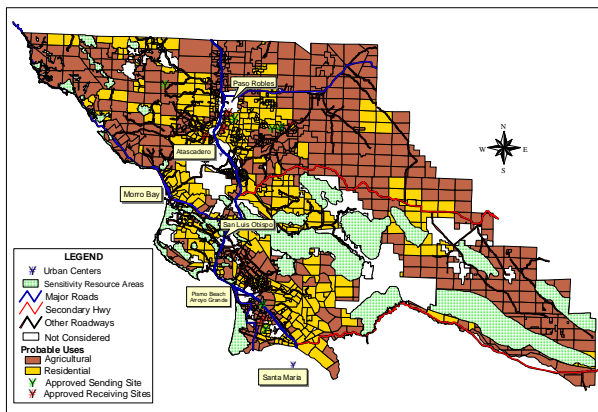 Paso Robles
Atascadero
N
W E
S
Morro Bay
San Luis Obispo
LEGEND
Urban Centers
Sensitivity Resource Areas
Major Roads
Secondary Hwy
Other Roadways
Not Considered
Probable Uses
Agricultural
Residential
Approved Sending Site
Approved Receiving Sites
Pismo Beach
Arroyo Grande
Santa Maria